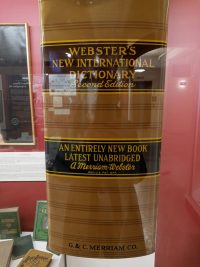 WEBSTER'S
NEW INTERNATIONAL
DICTIONARY
Second Edition
AN ENTIRELY NEW BOOK
LATEST UNABRIDGED
A Merriam-Webster
G. & C. MERRIAM CO.